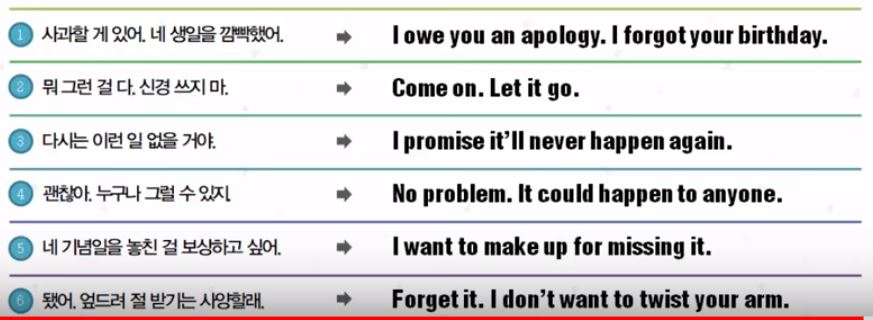 1 사과할 게 있어. 네 생일을 깜빡했어. ➡ I owe you an apology. I forgot your birthday.
2 뭐 그런 걸 다. 신경 쓰지 마. ➡ Come on. Let it go.
3 다시는 이런 일 없을 거야. ➡ I promise it'll never happen again.
4 괜찮아. 누구나 그럴 수 있지. ➡ No problem. It could happen to anyone.
5 네 기념일을 놓친 걸 보상하고 싶어. ➡ I want to make up for missing it.
6 됐어. 엎드려 절 받기는 사양할래. ➡ Forget it. I don't want to twist your arm.